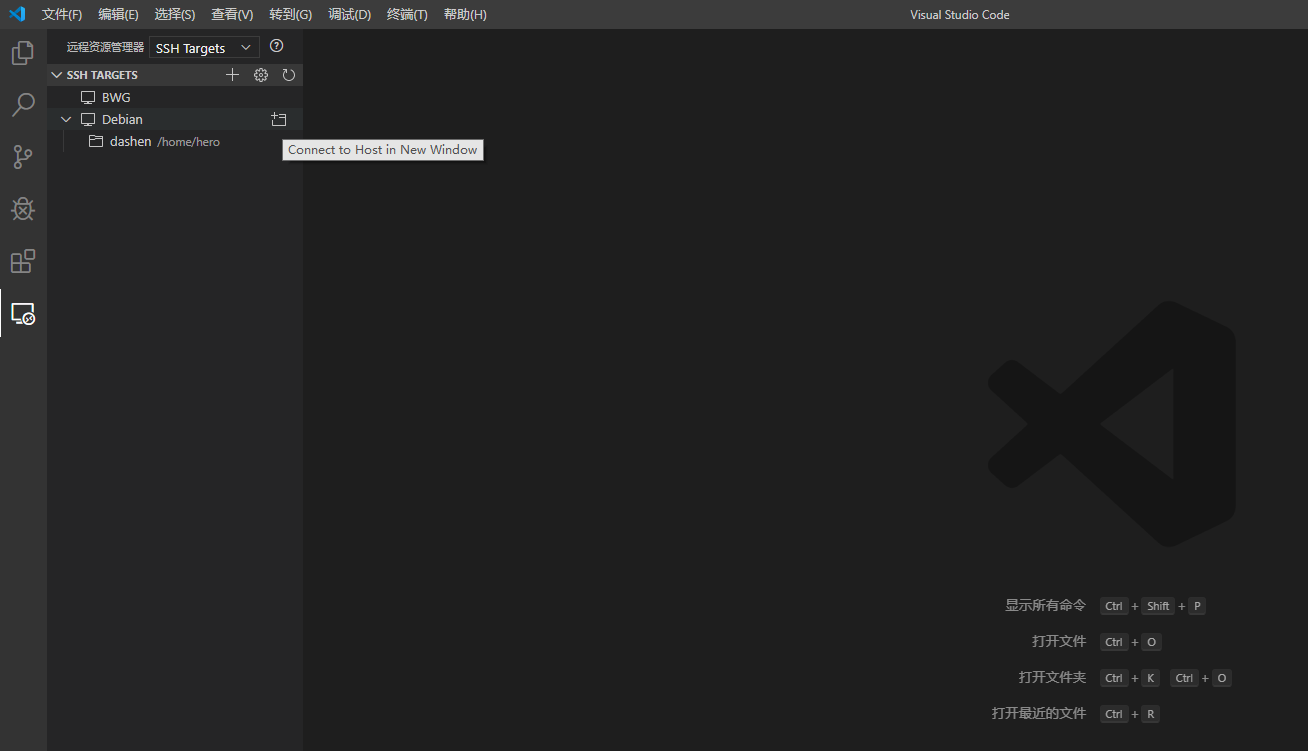 文件(F) 编辑(E) 选择(S) 查看(V) 转到(G) 调试(D) 终端(T) 帮助(H) Visual Studio Code
远程资源管理器 SSH Targets
SSH TARGETS
BWG
Debian
dashen /home/hero
Connect to Host in New Window
显示所有命令 Ctrl + Shift + P
打开文件 Ctrl + O
打开文件夹 Ctrl + K Ctrl + O
打开最近的文件 Ctrl + R